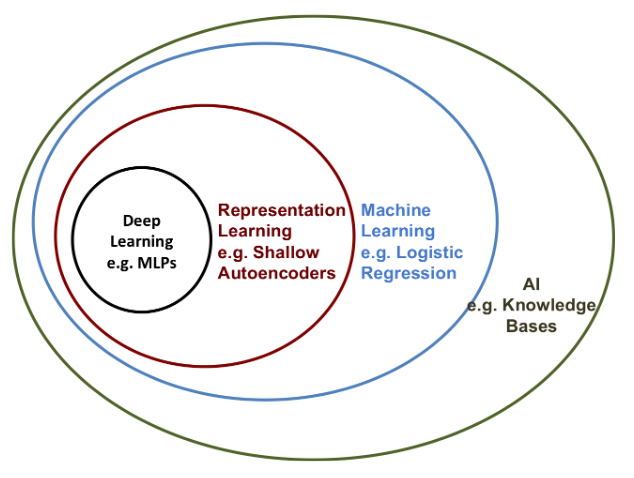 Deep
Learning
e.g. MLPs
Representation
Learning
e.g. Shallow
Autoencoders
Machine
Learning
e.g. Logistic
Regression
AI
e.g. Knowledge
Bases